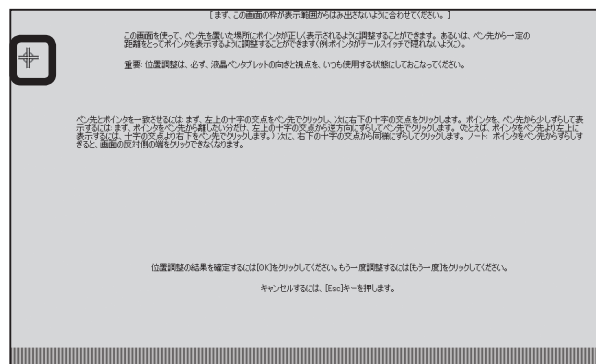 [ まず、この画面の枠が表示範囲からはみ出さないように合わせてください。 ]
この画面を使って、ペン先を置いた場所にポインタが正しく表示されるように調整することができます。あるいは、ペン先から一定の
距離をとってポインタを表示するように調整することができます(例:ポインタがテールスイッチで隠れないように)。
重要: 位置調整は、必ず、液晶ペンタブレットの向きと視点を、いつも使用する状態にしておこなってください。
ペン先とポインタを一致させるには: まず、左上の十字の交点をペン先でクリックし、次に右下の十字の交点をクリックします。ポインタを、ペン先から少しずらして表
示するには: まず、ポインタをペン先から離したい分だけ、左上の十字の交点から逆方向にずらしてペン先でクリックします。(たとえば、ポインタをペン先より左上に
表示するには、十字の交点より右下をペン先でクリックします。) 次に、右下の十字の交点から同様にずらしてクリックします。ノート: ポインタをペン先からずらしす
ぎると、画面の反対側の端をクリックできなくなります。
位置調整の結果を確定するには[OK]をクリックしてください。もう一度調整するには[もう一度]をクリックしてください。
キャンセルするには、[Esc]キーを押します。